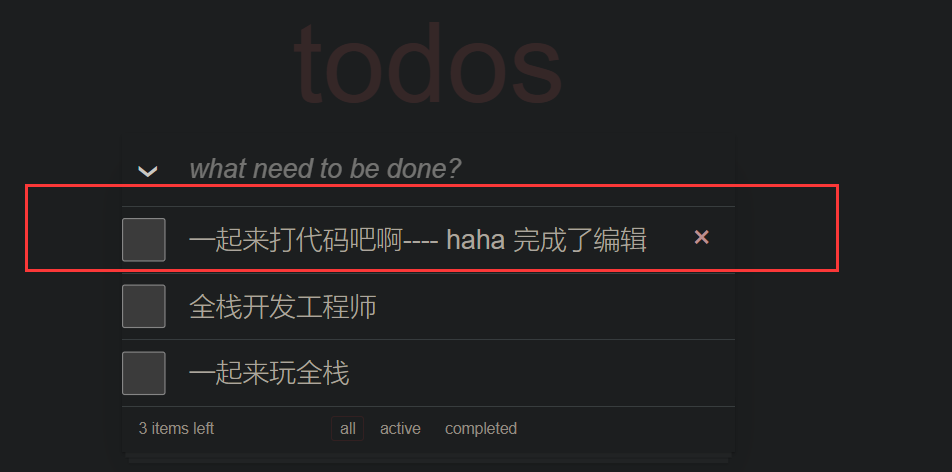 todos
what need to be done?
一起来打代码吧啊---- haha 完成了编辑 ×
全栈开发工程师
一起来玩全栈
3 items left all active completed